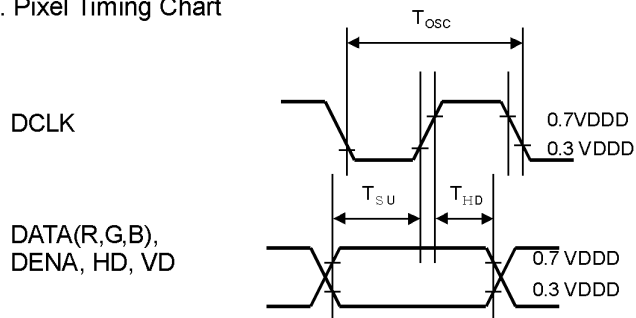 . Pixel Timing Chart
Tosc
DCLK
0.7VDDD
0.3 VDDD
TSU
THD
DATA(R,G,B),
DENA, HD, VD
0.7 VDDD
0.3 VDDD